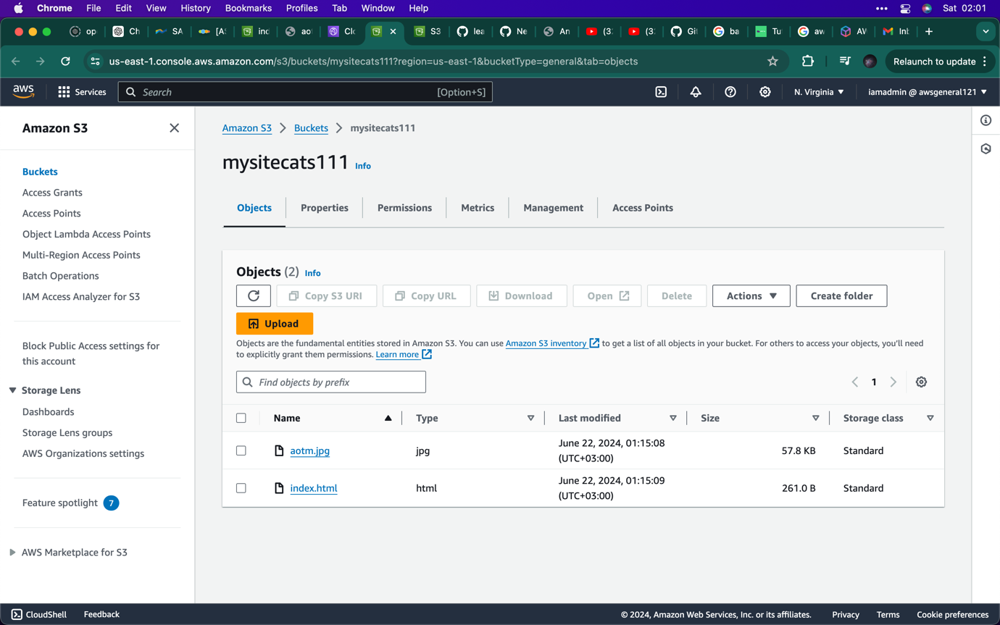 Chrome File Edit View History Bookmarks Profiles Tab Window Help
Sat 02:01
op Ch SA [A ind ao Clo S3 lea Ne An (3 (3 Gi ba Tu aw AV Inb
us-east-1.console.aws.amazon.com/s3/buckets/mysitecats111?region=us-east-1&bucketType=general&tab=objects
Relaunch to update
aws
Services
Search
[Option+S]
N. Virginia
iamadmin @ awsgeneral121
Amazon S3
Buckets
Access Grants
Access Points
Object Lambda Access Points
Multi-Region Access Points
Batch Operations
IAM Access Analyzer for S3
Block Public Access settings for
this account
Storage Lens
Dashboards
Storage Lens groups
AWS Organizations settings
Feature spotlight 7
AWS Marketplace for S3
Amazon S3 > Buckets > mysitecats111
mysitecats111 Info
Objects Properties Permissions Metrics Management Access Points
Objects (2) Info
Copy S3 URI Copy URL Download Open Delete Actions Create folder
Upload
Objects are the fundamental entities stored in Amazon S3. You can use Amazon S3 inventory to get a list of all objects in your bucket. For others to access your objects, you'll need
to explicitly grant them permissions. Learn more
Find objects by prefix
1
Name Type Last modified Size Storage class
aotm.jpg jpg June 22, 2024, 01:15:08 57.8 KB Standard
(UTC+03:00)
index.html html June 22, 2024, 01:15:09 261.0 B Standard
(UTC+03:00)
CloudShell Feedback
© 2024, Amazon Web Services, Inc. or its affiliates. Privacy Terms Cookie preferences